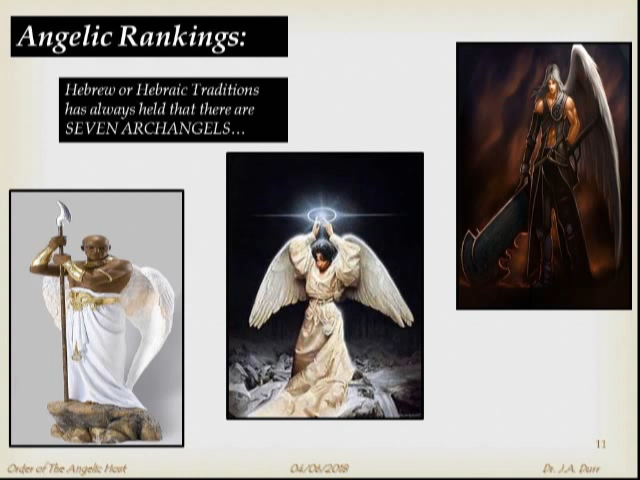 Angelic Rankings:
Hebrew or Hebraic Traditions
has always held that there are
SEVEN ARCHANGELS…
11
Order of The Angelic Host
04/06/2018
Dr. J.A. Durr